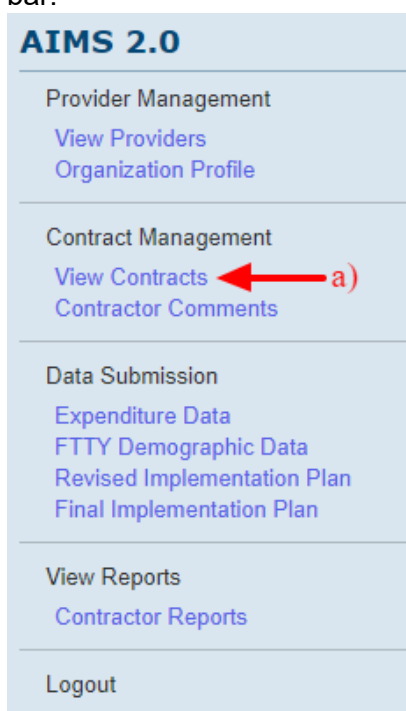 bar:
AIMS 2.0
Provider Management
View Providers
Organization Profile
Contract Management
View Contracts a)
Contractor Comments
Data Submission
Expenditure Data
FTTY Demographic Data
Revised Implementation Plan
Final Implementation Plan
View Reports
Contractor Reports
Logout